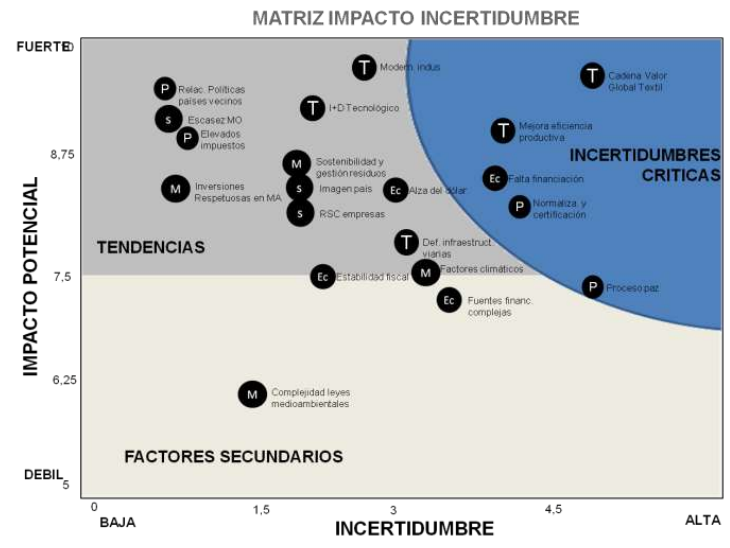 MATRIZ IMPACTO INCERTIDUMBRE
FUERTE
T Modern. indus
T Cadena Valor
Global Textil
P Relac. Políticas
países vecinos
T I+D Tecnológico
s Escasez MO
P Elevados
impuestos
T Mejora eficiencia
productiva
8,75
INCERTIDUMBRES
CRITICAS
M Sostenibilidad y
gestión residuos
Ec Falta financiación
M Inversiones
Respetuosas en MA
s Imagen país
Ec Alza del dólar
s RSC empresas
P Normaliza. y
certificación
TENDENCIAS
T Def. infraestruct.
viarias
M Factores climáticos
7,5
Ec Estabilidad fiscal
P Proceso paz
Ec Fuentes financ.
complejas
IMPACTO POTENCIAL
6,25
M Complejidad leyes
medioambientales
FACTORES SECUNDARIOS
DEBIL
5
0
1,5
3
4,5
BAJA
INCERTIDUMBRE
ALTA